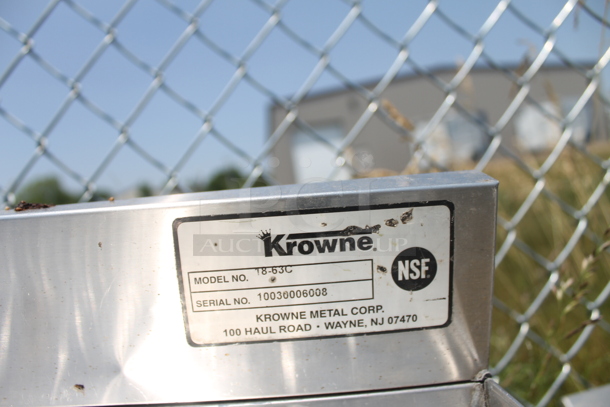 Krowne®
MODEL NO. 18-63C
SERIAL NO. 10036006008
NSF.
KROWNE METAL CORP.
100 HAUL ROAD • WAYNE, NJ 07470